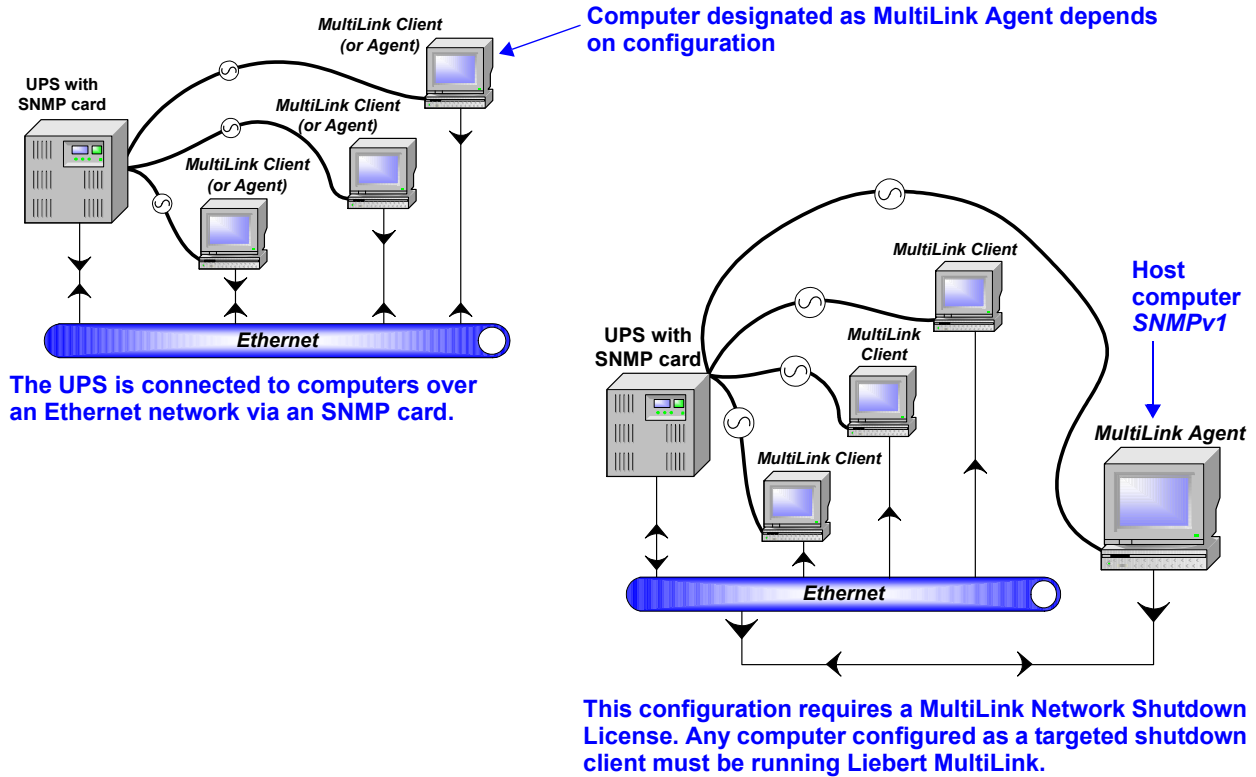 Computer designated as MultiLink Agent depends
on configuration
MultiLink Client
(or Agent)
UPS with
SNMP card
MultiLink Client
(or Agent)
MultiLink Client
(or Agent)
Ethernet
The UPS is connected to computers over
an Ethernet network via an SNMP card.
MultiLink Client
Host
computer
SNMPv1
UPS with
SNMP card
MultiLink
Client
MultiLink Agent
MultiLink Client
Ethernet
This configuration requires a MultiLink Network Shutdown
License. Any computer configured as a targeted shutdown
client must be running Liebert MultiLink.